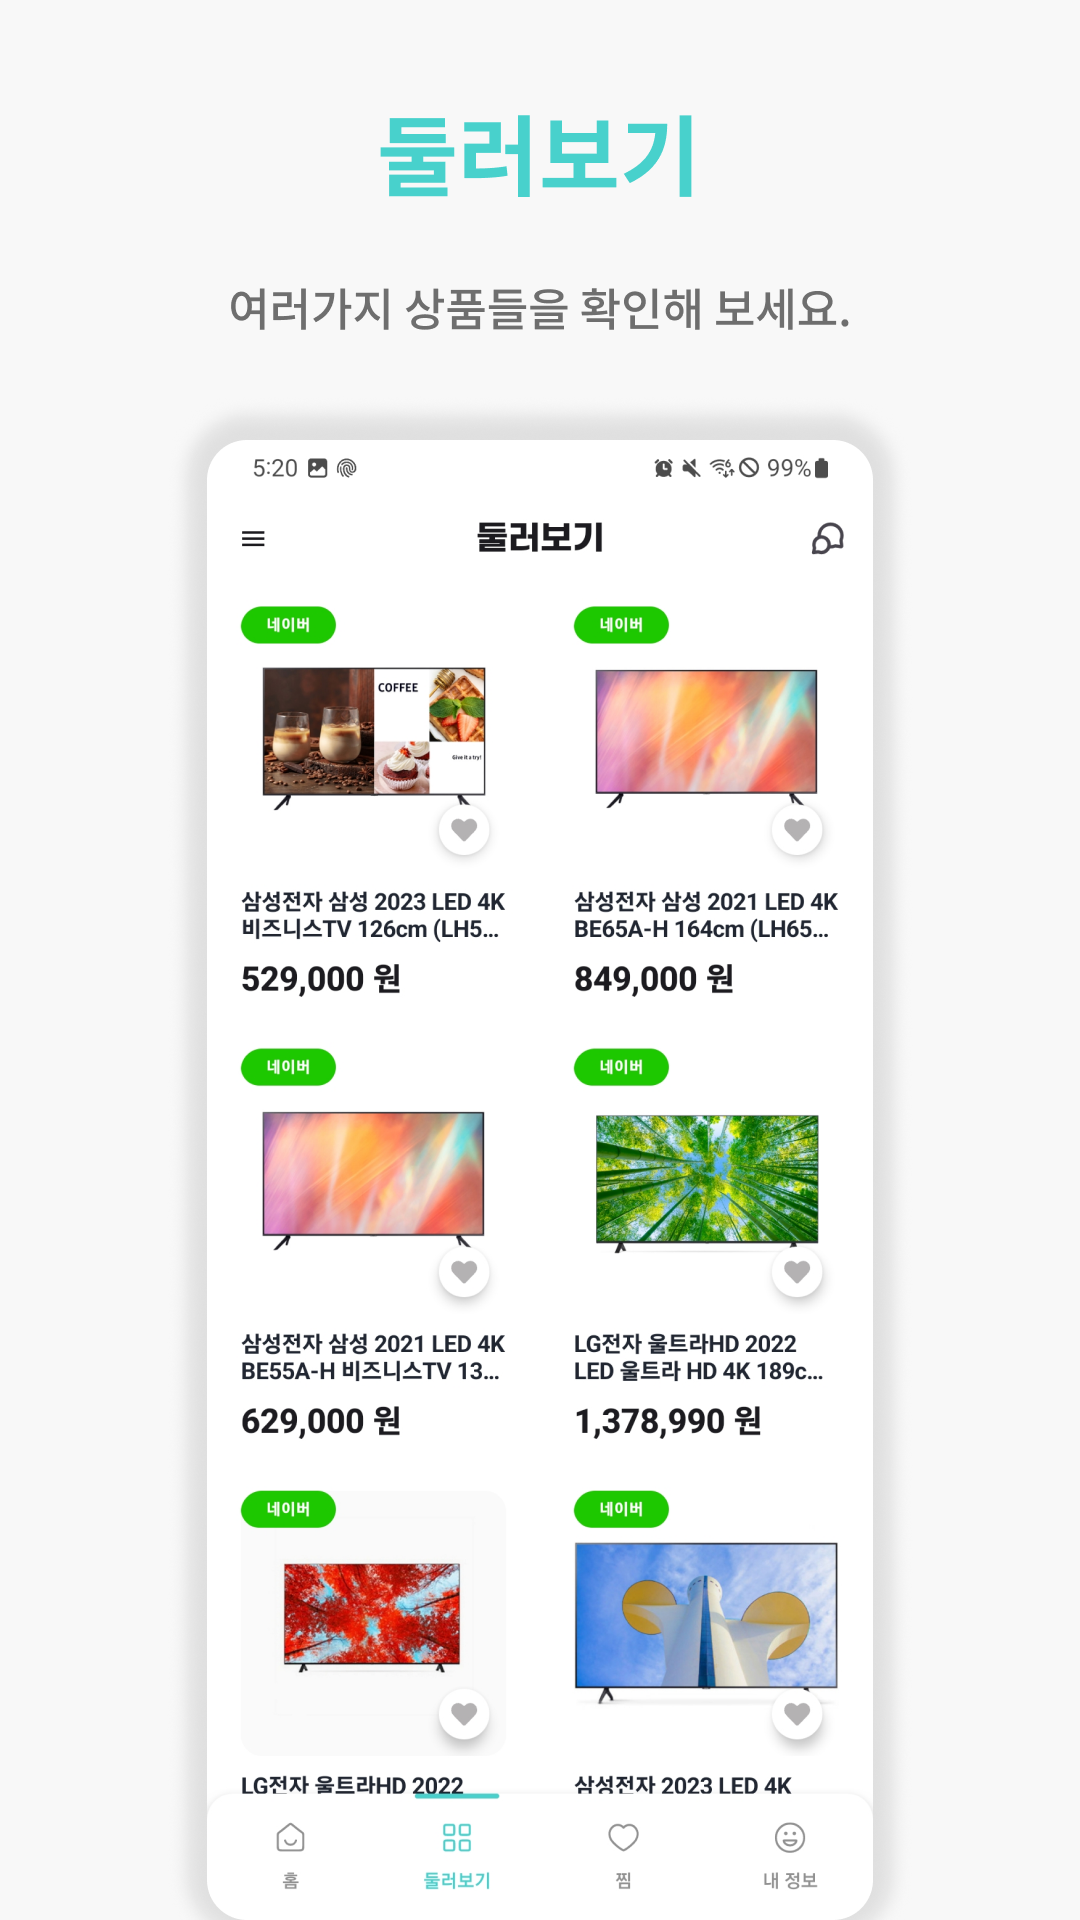 둘러보기
여러가지 상품들을 확인해 보세요.
5:20
99%
둘러보기
네이버
네이버
COFFEE
Give it a try!
삼성전자 삼성 2023 LED 4K
비즈니스TV 126cm (LH5...
529,000 원
삼성전자 삼성 2021 LED 4K
BE65A-H 164cm (LH65...
849,000 원
네이버
네이버
삼성전자 삼성 2021 LED 4K
BE55A-H 비즈니스TV 13...
629,000 원
LG전자 울트라HD 2022
LED 울트라 HD 4K 189c...
1,378,990 원
네이버
네이버
LG전자 울트라HD 2022
삼성전자 2023 LED 4K
홈
둘러보기
찜
내 정보